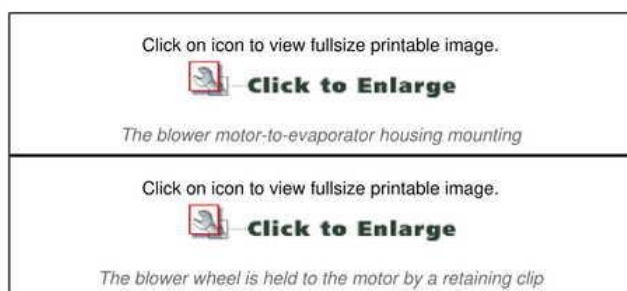 Click on icon to view fullsize printable image.
Click to Enlarge
The blower motor-to-evaporator housing mounting
Click on icon to view fullsize printable image.
Click to Enlarge
The blower wheel is held to the motor by a retaining clip